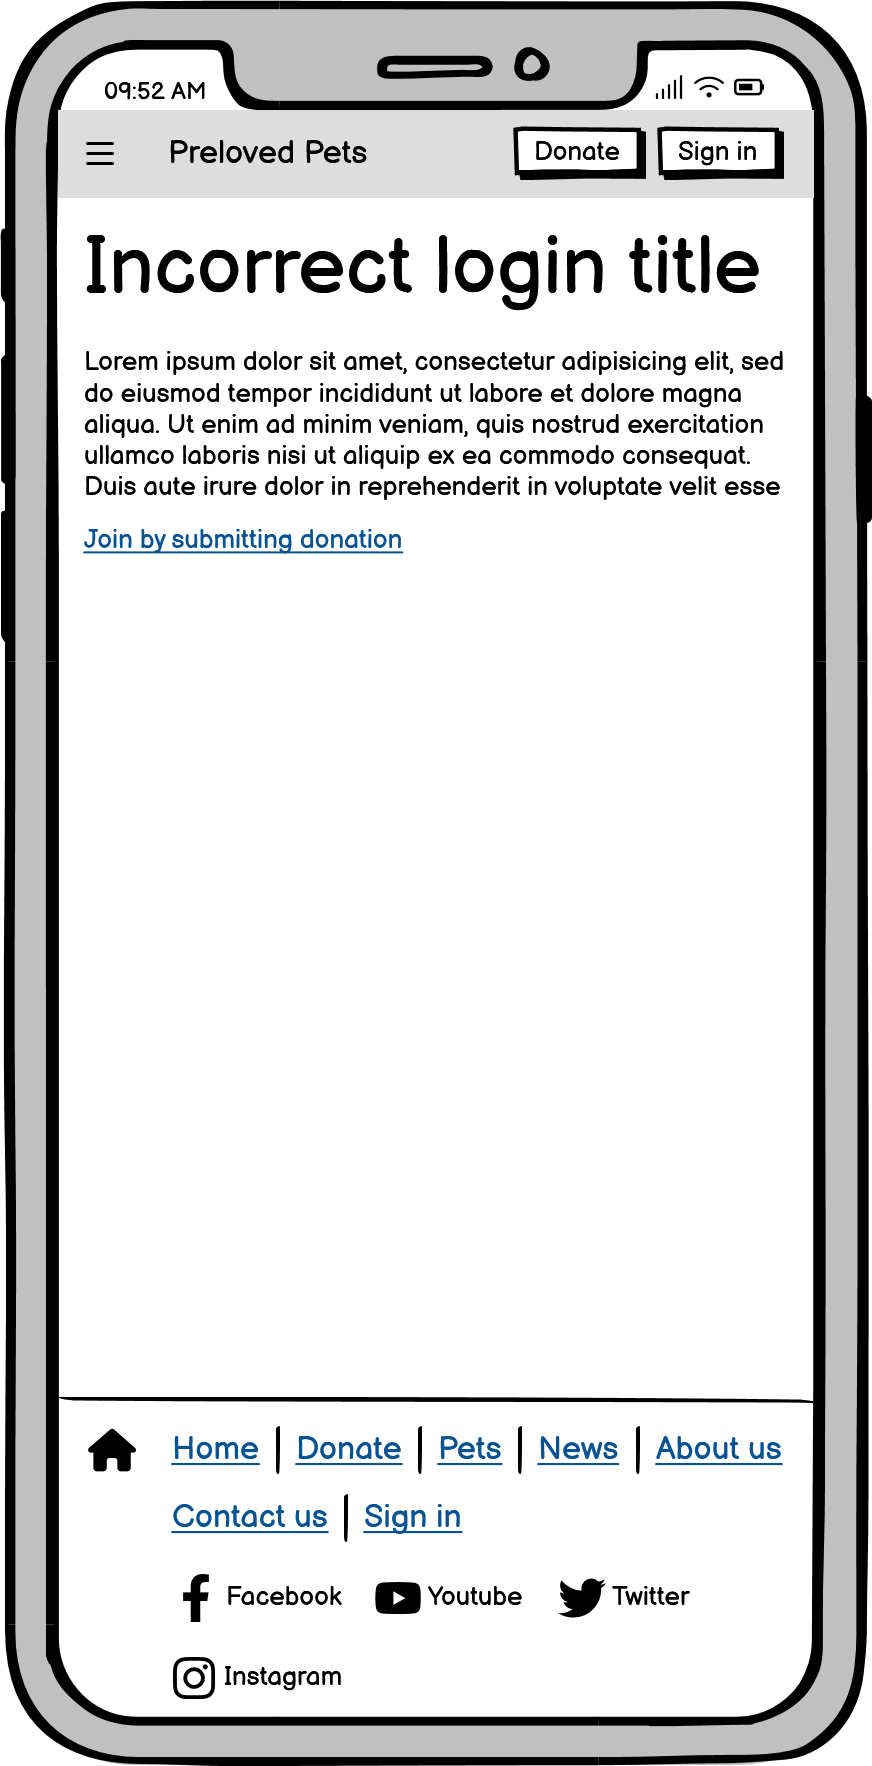 09:52 AM
Preloved Pets Donate Sign in
Incorrect login title
Lorem ipsum dolor sit amet, consectetur adipisicing elit, sed
do eiusmod tempor incididunt ut labore et dolore magna
aliqua. Ut enim ad minim veniam, quis nostrud exercitation
ullamco laboris nisi ut aliquip ex ea commodo consequat.
Duis aute irure dolor in reprehenderit in voluptate velit esse
Join by submitting donation
Home Donate Pets News About us
Contact us Sign in
Facebook Youtube Twitter
Instagram